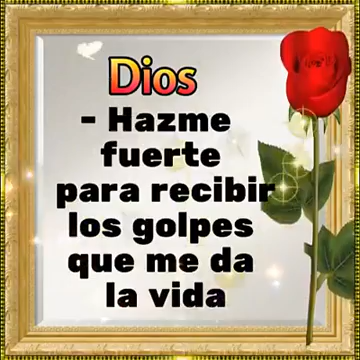 Dios
- Hazme
fuerte
para recibir
los golpes
que me da
la vida